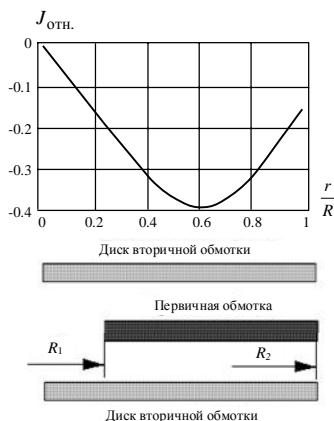 J отн.
0
-0.1
-0.2
-0.3
-0.4
0 0.2 0.4 0.6 0.8 1
r
R
Диск вторичной обмотки
Первичная обмотка
R1 R2
Диск вторичной обмотки